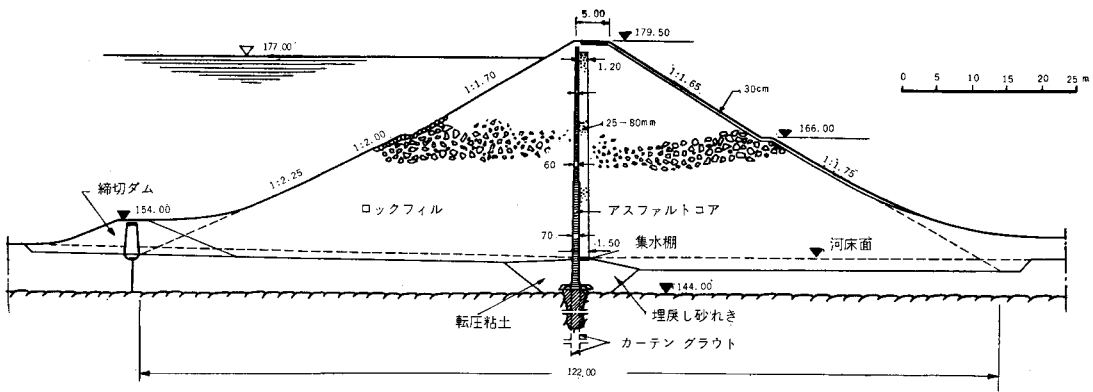 5.00
179.50
177.00
1.20
1:1.70
1:1.65
0 5 10 15 20 25 m
30cm
25-80mm
166.00
1:2.00
60
1:2.25
1:1.75
締切ダム
154.00
ロックフィル
アスファルトコア
70
1.50
集水棚
河床面
144.00
転圧粘土
埋戻し砂れき
カーテン グラウト
122.00